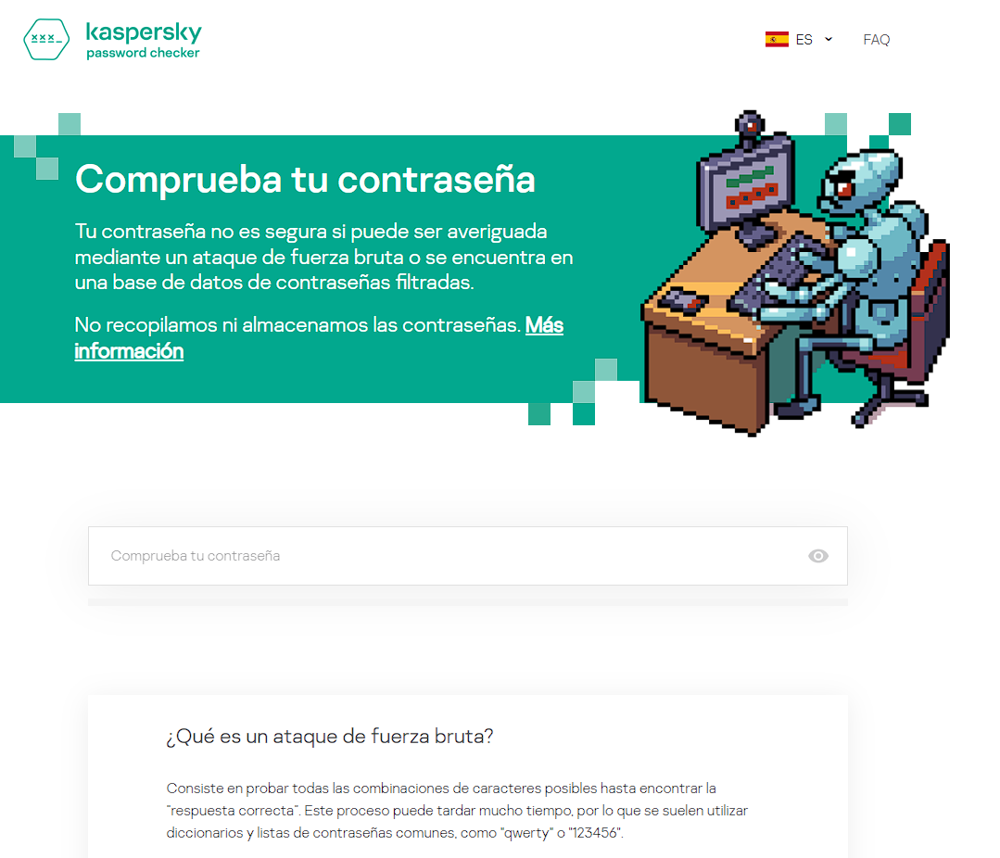 kaspersky
password checker
ES
FAQ
Comprueba tu contraseña
Tu contraseña no es segura si puede ser averiguada
mediante un ataque de fuerza bruta o se encuentra en
una base de datos de contraseñas filtradas.
No recopilamos ni almacenamos las contraseñas. Más
información
Comprueba tu contraseña
¿Qué es un ataque de fuerza bruta?
Consiste en probar todas las combinaciones de caracteres posibles hasta encontrar la
"respuesta correcta". Este proceso puede tardar mucho tiempo, por lo que se suelen utilizar
diccionarios y listas de contraseñas comunes, como "qwerty" o "123456".